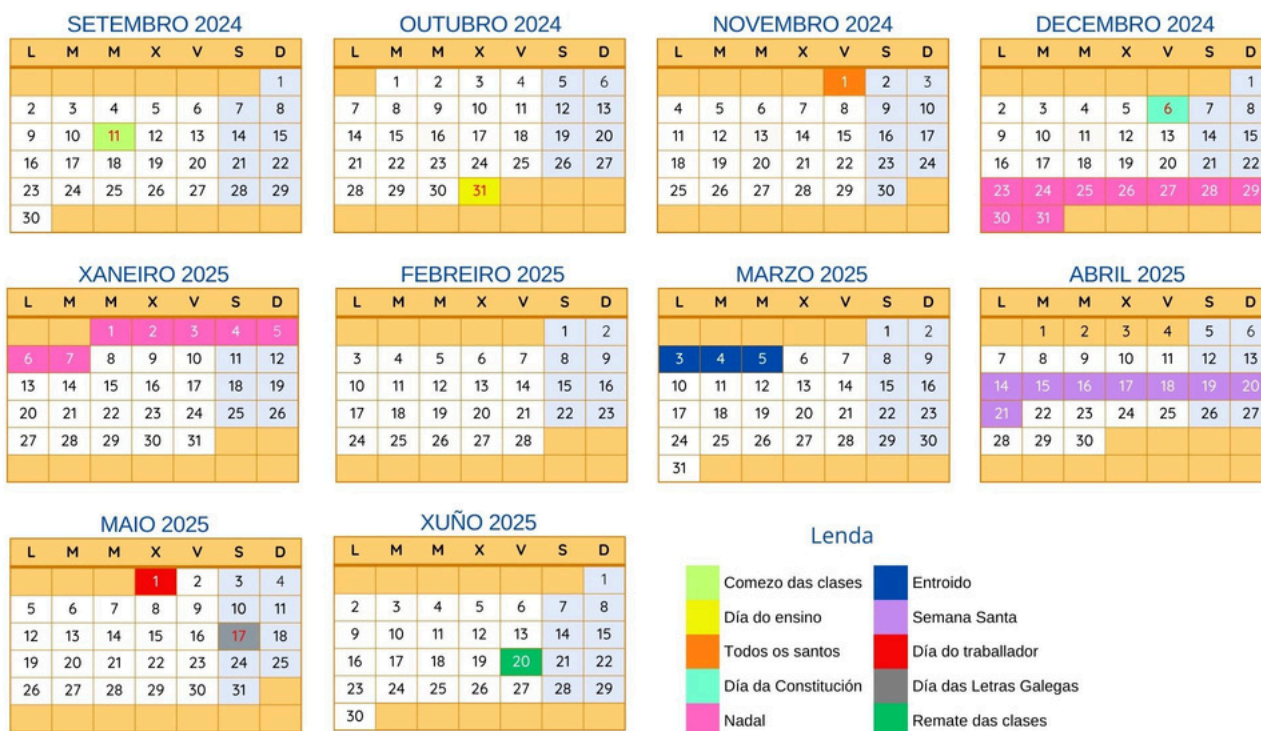 SETEMBRO 2024
L M M X V S D
1
2 3 4 5 6 7 8
9 10 11 12 13 14 15
16 17 18 19 20 21 22
23 24 25 26 27 28 29
30
OUTUBRO 2024
L M M X V S D
1 2 3 4 5 6
7 8 9 10 11 12 13
14 15 16 17 18 19 20
21 22 23 24 25 26 27
28 29 30 31
NOVEMBRO 2024
L M M X V S D
1 2 3
4 5 6 7 8 9 10
11 12 13 14 15 16 17
18 19 20 21 22 23 24
25 26 27 28 29 30
DECEMBRO 2024
L M M X V S D
1
2 3 4 5 6 7 8
9 10 11 12 13 14 15
16 17 18 19 20 21 22
23 24 25 26 27 28 29
30 31
XANEIRO 2025
L M M X V S D
1 2 3 4 5
6 7 8 9 10 11 12
13 14 15 16 17 18 19
20 21 22 23 24 25 26
27 28 29 30 31
FEBREIRO 2025
L M M X V S D
1 2
3 4 5 6 7 8 9
10 11 12 13 14 15 16
17 18 19 20 21 22 23
24 25 26 27 28
MARZO 2025
L M M X V S D
1 2
3 4 5 6 7 8 9
10 11 12 13 14 15 16
17 18 19 20 21 22 23
24 25 26 27 28 29 30
31
ABRIL 2025
L M M X V S D
1 2 3 4 5 6
7 8 9 10 11 12 13
14 15 16 17 18 19 20
21 22 23 24 25 26 27
28 29 30
MAIO 2025
L M M X V S D
1 2 3 4
5 6 7 8 9 10 11
12 13 14 15 16 17 18
19 20 21 22 23 24 25
26 27 28 29 30 31
XUÑO 2025
L M M X V S D
1
2 3 4 5 6 7 8
9 10 11 12 13 14 15
16 17 18 19 20 21 22
23 24 25 26 27 28 29
30
Lenda
Comezo das clases
Día do ensino
Todos os santos
Día da Constitución
Nadal
Entroido
Semana Santa
Día do traballador
Día das Letras Galegas
Remate das clases